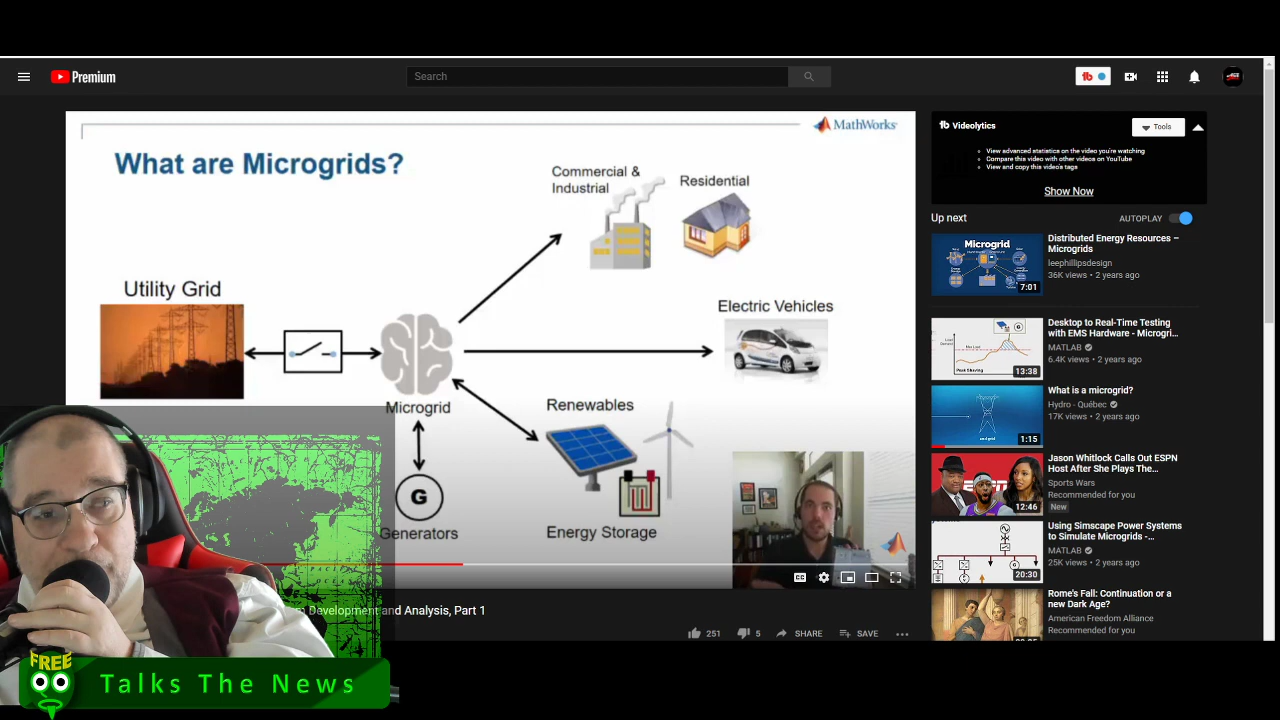 Premium
Search
MathWorks
What are Microgrids?
Commercial &
Industrial
Residential
Utility Grid
Electric Vehicles
Microgrid
Renewables
G
Generators
Energy Storage
PACIFIC
CC
Development and Analysis, Part 1
251
5
SHARE
SAVE
tb Videolytics
Tools
View advanced statistics on the video you're watching
Compare this video with other videos on YouTube
View and copy this video's tags
Show Now
Up next
AUTOPLAY
Microgrid
7:01
Distributed Energy Resources –
Microgrids
leephillipsdesign
36K views • 2 years ago
Peak Shaving
13:38
Desktop to Real-Time Testing
with EMS Hardware - Microgri...
MATLAB
6.4K views • 2 years ago
1:15
What is a microgrid?
Hydro - Québec
17K views • 2 years ago
12:46
Jason Whitlock Calls Out ESPN
Host After She Plays The...
Sports Wars
Recommended for you
New
20:30
Using Simscape Power Systems
to Simulate Microgrids -...
MATLAB
25K views • 2 years ago
Rome's Fall: Continuation or a
new Dark Age?
American Freedom Alliance
Recommended for you
FREE
Talks The News